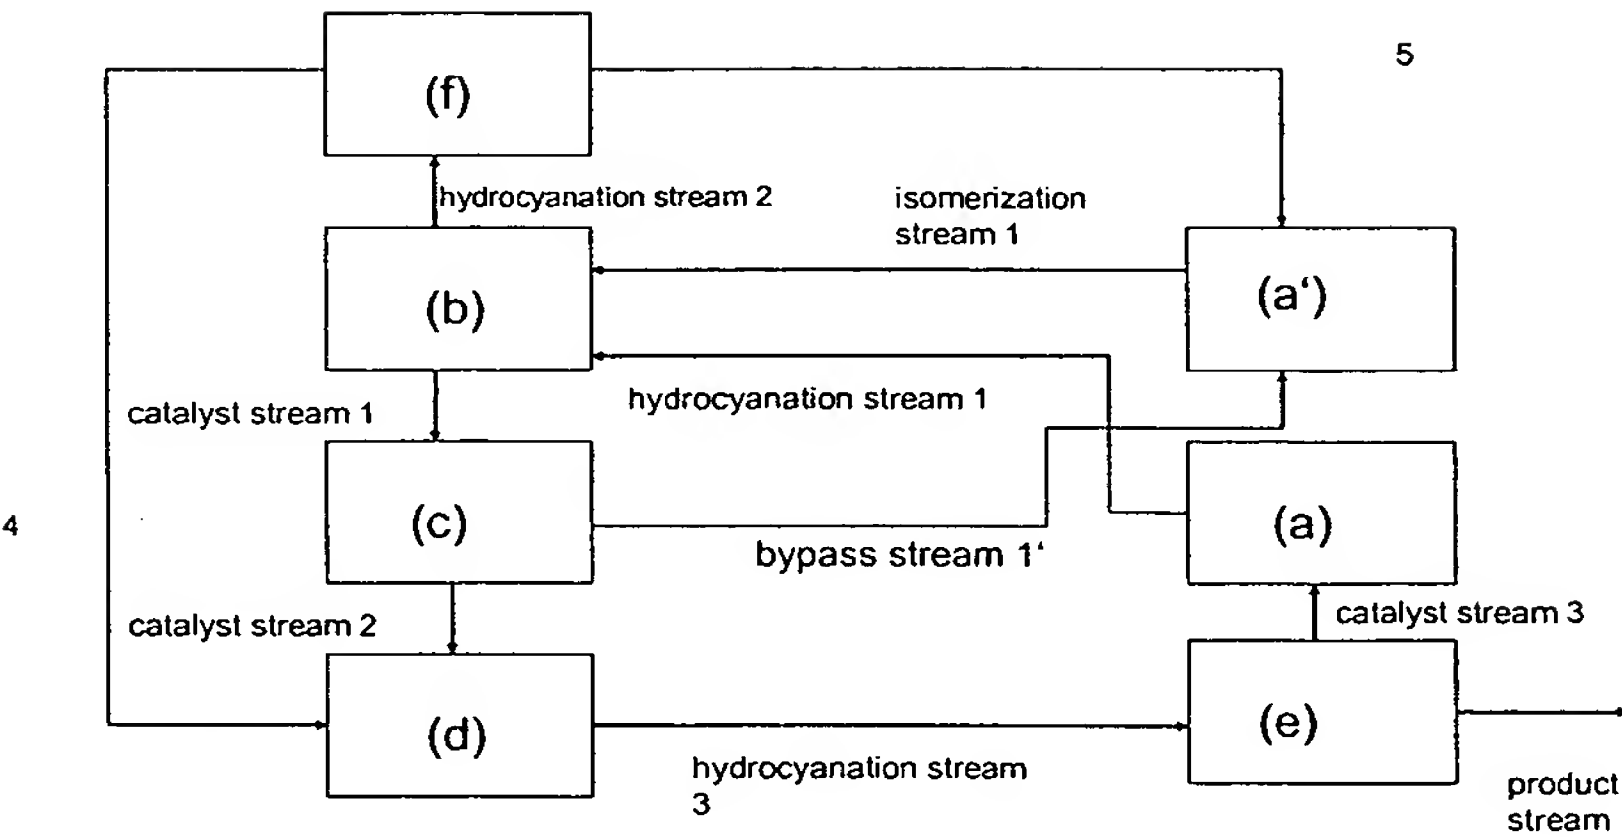 5
(f)
hydrocyanation stream 2
isomerization
stream 1
(b)
(a‘)
catalyst stream 1
hydrocyanation stream 1
4
(c)
(a)
bypass stream 1‘
catalyst stream 2
catalyst stream 3
(d)
(e)
hydrocyanation stream
3
product
stream